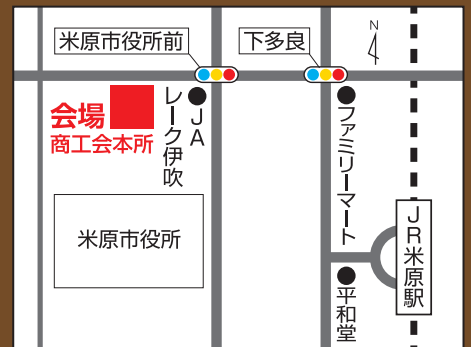 米原市役所前
下多良
N
会場
商工会本所
JA
レーク伊吹
ファミリーマート
米原市役所
JR米原駅
平和堂